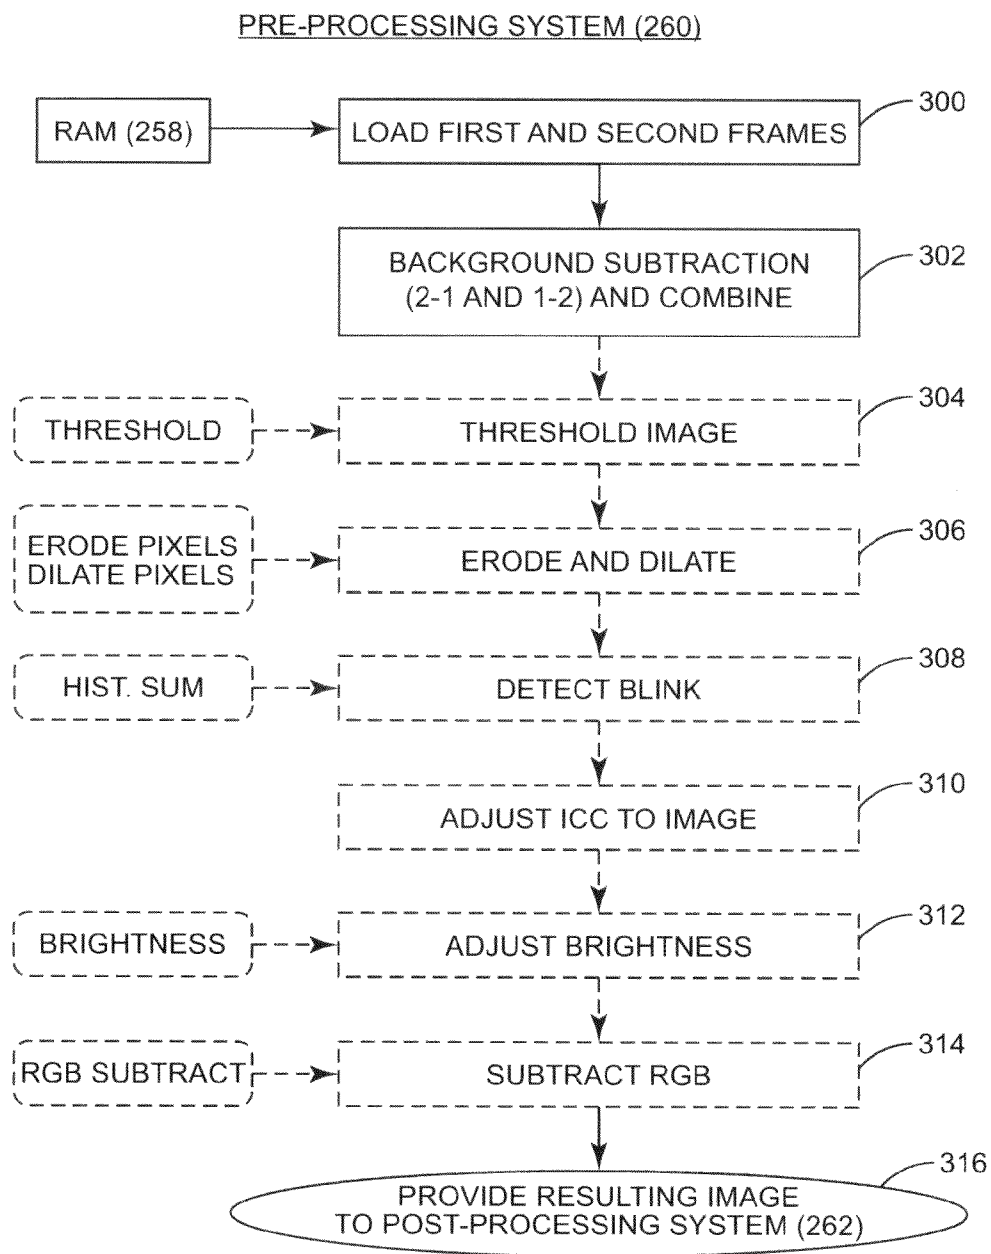 PRE-PROCESSING SYSTEM (260)
RAM (258)
LOAD FIRST AND SECOND FRAMES
300
BACKGROUND SUBTRACTION
(2-1 AND 1-2) AND COMBINE
302
THRESHOLD
THRESHOLD IMAGE
304
ERODE PIXELS
DILATE PIXELS
ERODE AND DILATE
306
HIST. SUM
DETECT BLINK
308
ADJUST ICC TO IMAGE
310
BRIGHTNESS
ADJUST BRIGHTNESS
312
RGB SUBTRACT
SUBTRACT RGB
314
PROVIDE RESULTING IMAGE
TO POST-PROCESSING SYSTEM (262)
316